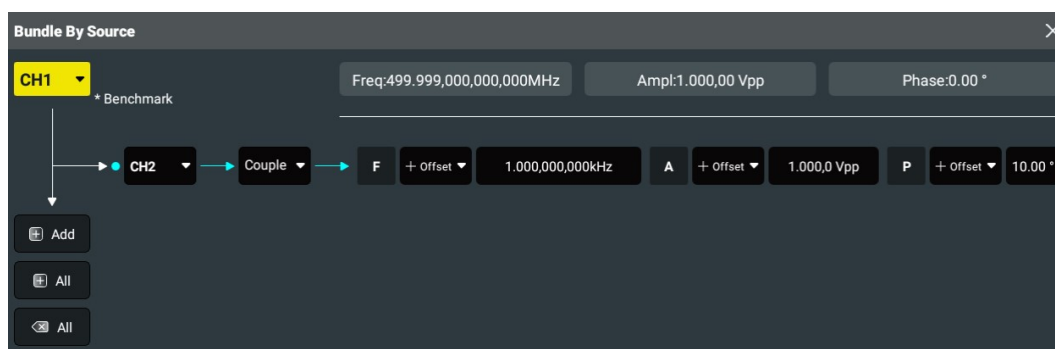 Bundle By Source
CH1
* Benchmark
Freq:499.999,000,000,000MHz
Ampl:1.000,00 Vpp
Phase:0.00 °
CH2
Couple
F
+ Offset
1.000,000,000kHz
A
+ Offset
1.000,0 Vpp
P
+ Offset
10.00 °
Add
All
All